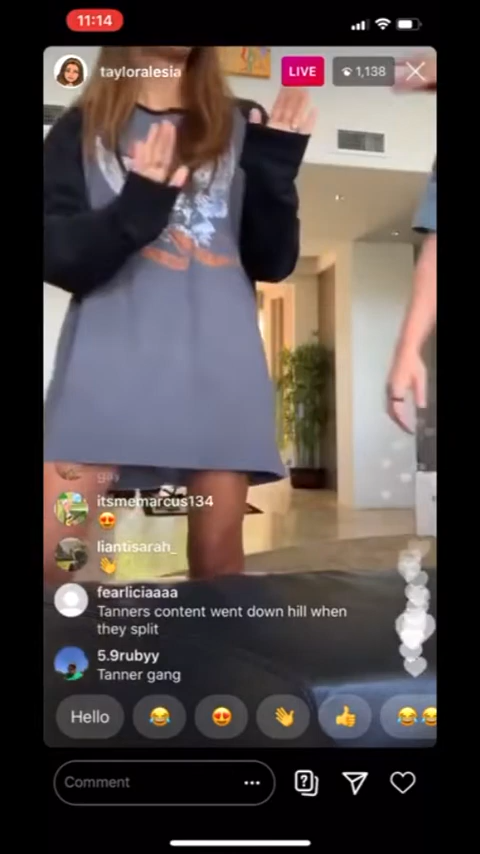 11:14
tayloralesia
LIVE
1,138
itsmemarcus134
😍
liantisarah_
👋
fearliciaaaa
Tanners content went down hill when
they split
5.9rubyy
Tanner gang
Hello 😂 😍 👋 👍 😂😂
Comment